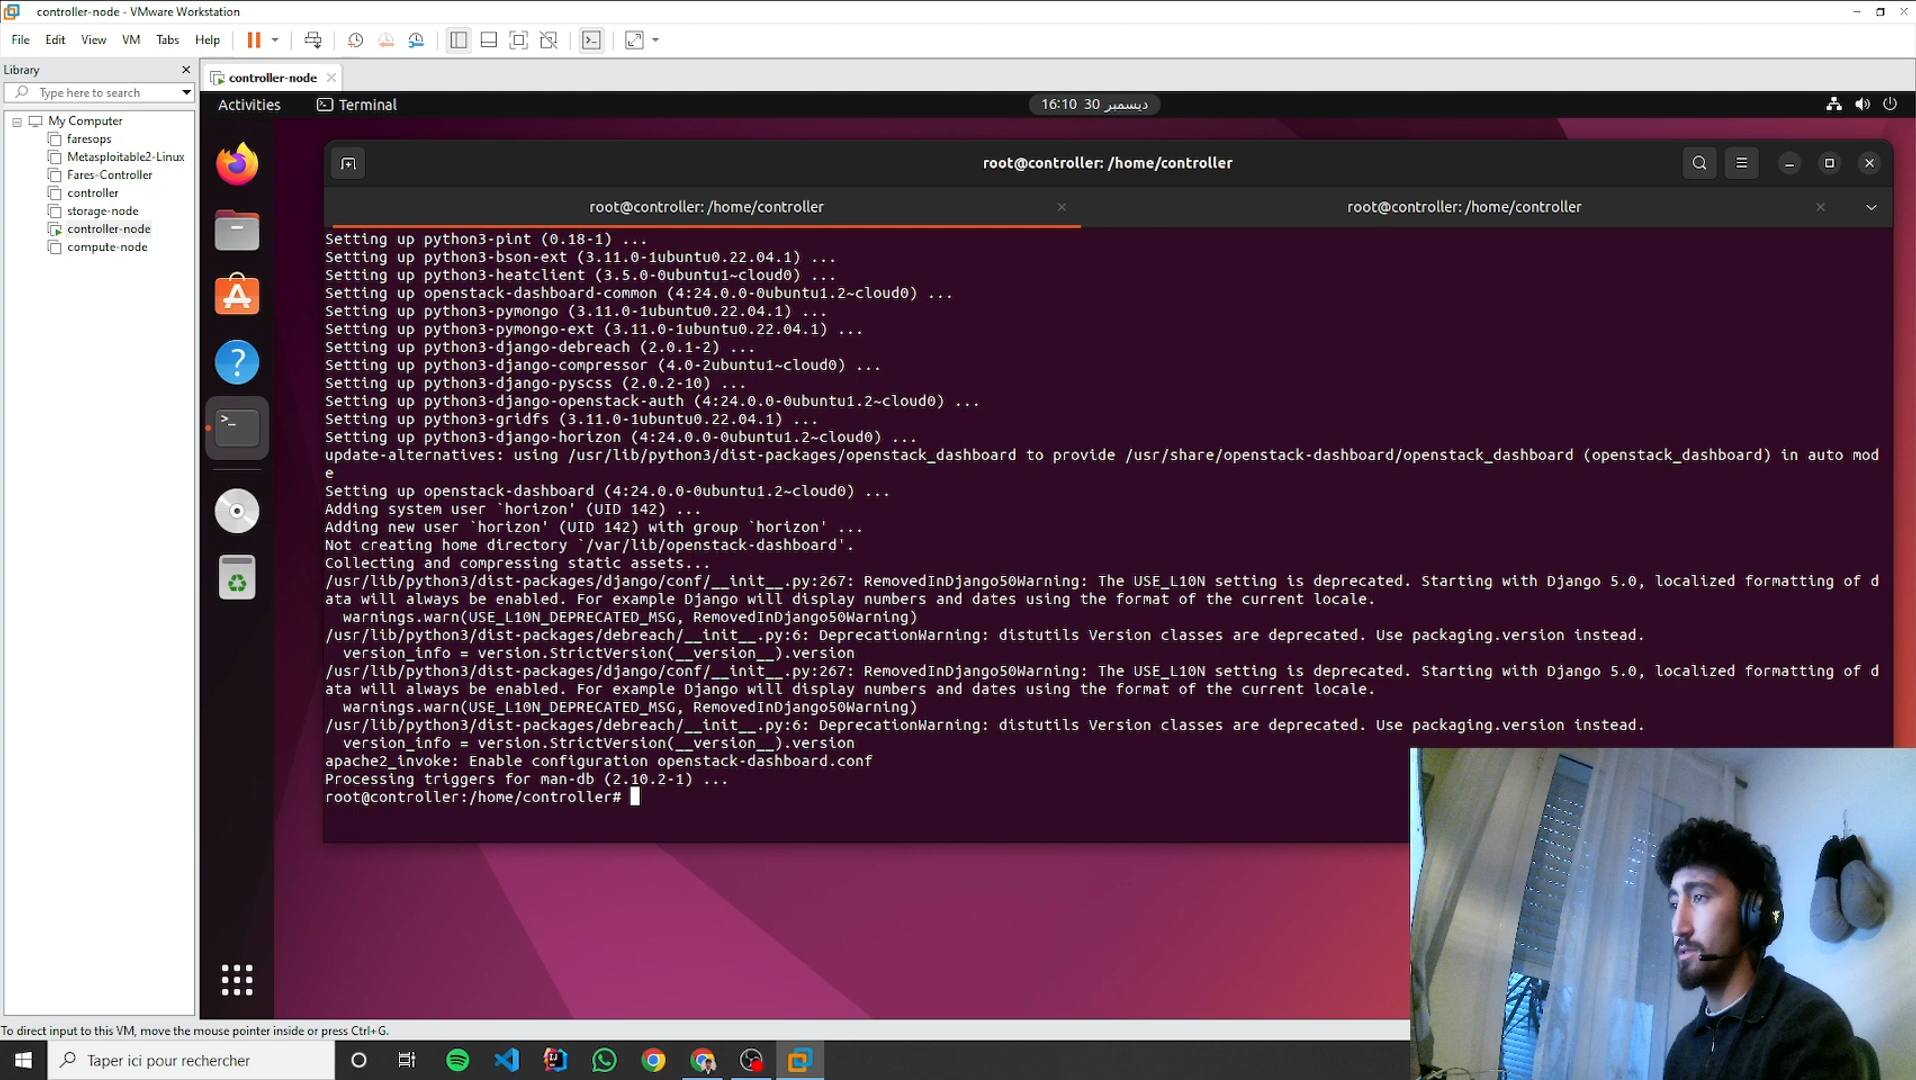 controller-node - VMware Workstation
File Edit View VM Tabs Help
Library
Type here to search
My Computer
faresops
Metasploitable2-Linux
Fares-Controller
controller
storage-node
controller-node
compute-node
controller-node
Activities Terminal 16:10 30 ديسمبر
root@controller: /home/controller
root@controller: /home/controller root@controller: /home/controller
Setting up python3-pint (0.18-1) ...
Setting up python3-bson-ext (3.11.0-1ubuntu0.22.04.1) ...
Setting up python3-heatclient (3.5.0-0ubuntu1~cloud0) ...
Setting up openstack-dashboard-common (4:24.0.0-0ubuntu1.2~cloud0) ...
Setting up python3-pymongo (3.11.0-1ubuntu0.22.04.1) ...
Setting up python3-pymongo-ext (3.11.0-1ubuntu0.22.04.1) ...
Setting up python3-django-debreach (2.0.1-2) ...
Setting up python3-django-compressor (4.0-2ubuntu1~cloud0) ...
Setting up python3-django-pyscss (2.0.2-10) ...
Setting up python3-django-openstack-auth (4:24.0.0-0ubuntu1.2~cloud0) ...
Setting up python3-gridfs (3.11.0-1ubuntu0.22.04.1) ...
Setting up python3-django-horizon (4:24.0.0-0ubuntu1.2~cloud0) ...
update-alternatives: using /usr/lib/python3/dist-packages/openstack_dashboard to provide /usr/share/openstack-dashboard/openstack_dashboard (openstack_dashboard) in auto mod
e
Setting up openstack-dashboard (4:24.0.0-0ubuntu1.2~cloud0) ...
Adding system user `horizon' (UID 142) ...
Adding new user `horizon' (UID 142) with group `horizon' ...
Not creating home directory `/var/lib/openstack-dashboard'.
Collecting and compressing static assets...
/usr/lib/python3/dist-packages/django/conf/__init__.py:267: RemovedInDjango50Warning: The USE_L10N setting is deprecated. Starting with Django 5.0, localized formatting of d
ata will always be enabled. For example Django will display numbers and dates using the format of the current locale.
warnings.warn(USE_L10N_DEPRECATED_MSG, RemovedInDjango50Warning)
/usr/lib/python3/dist-packages/debreach/__init__.py:6: DeprecationWarning: distutils Version classes are deprecated. Use packaging.version instead.
version_info = version.StrictVersion(__version__).version
/usr/lib/python3/dist-packages/django/conf/__init__.py:267: RemovedInDjango50Warning: The USE_L10N setting is deprecated. Starting with Django 5.0, localized formatting of d
ata will always be enabled. For example Django will display numbers and dates using the format of the current locale.
warnings.warn(USE_L10N_DEPRECATED_MSG, RemovedInDjango50Warning)
/usr/lib/python3/dist-packages/debreach/__init__.py:6: DeprecationWarning: distutils Version classes are deprecated. Use packaging.version instead.
version_info = version.StrictVersion(__version__).version
apache2_invoke: Enable configuration openstack-dashboard.conf
Processing triggers for man-db (2.10.2-1) ...
root@controller:/home/controller#
To direct input to this VM, move the mouse pointer inside or press Ctrl+G.
Taper ici pour rechercher